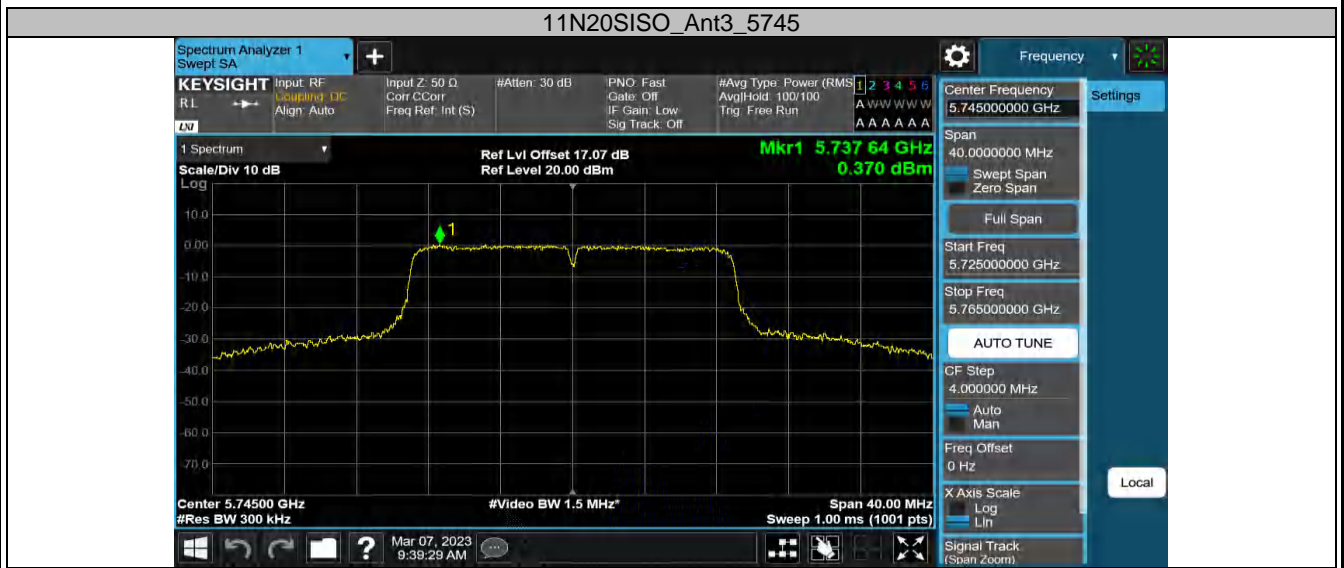 11N20SISO_Ant3_5745
Spectrum Analyzer 1
Swept SA
+
Frequency
KEYSIGHT
RL
LXI
Input: RF
Coupling: DC
Align: Auto
Input Z: 50 Ω
Corr CCorr
Freq Ref: Int (S)
#Atten: 30 dB
PNO: Fast
Gate: Off
IF Gain: Low
Sig Track: Off
#Avg Type: Power (RMS
Avg|Hold: 100/100
Trig: Free Run
1 2 3 4 5 6
A W W W W W
A A A A A A
1 Spectrum
Scale/Div 10 dB
Log
Ref Lvl Offset 17.07 dB
Ref Level 20.00 dBm
Mkr1 5.737 64 GHz
0.370 dBm
1
10.0
0.00
-10.0
-20.0
-30.0
-40.0
-50.0
-60.0
-70.0
Center 5.74500 GHz
#Res BW 300 kHz
#Video BW 1.5 MHz*
Span 40.00 MHz
Sweep 1.00 ms (1001 pts)
Center Frequency
5.745000000 GHz
Settings
Span
40.0000000 MHz
Swept Span
Zero Span
Full Span
Start Freq
5.725000000 GHz
Stop Freq
5.765000000 GHz
AUTO TUNE
CF Step
4.000000 MHz
Auto
Man
Freq Offset
0 Hz
X Axis Scale
Log
Lin
Local
Signal Track
(Span Zoom)
?
Mar 07, 2023
9:39:29 AM